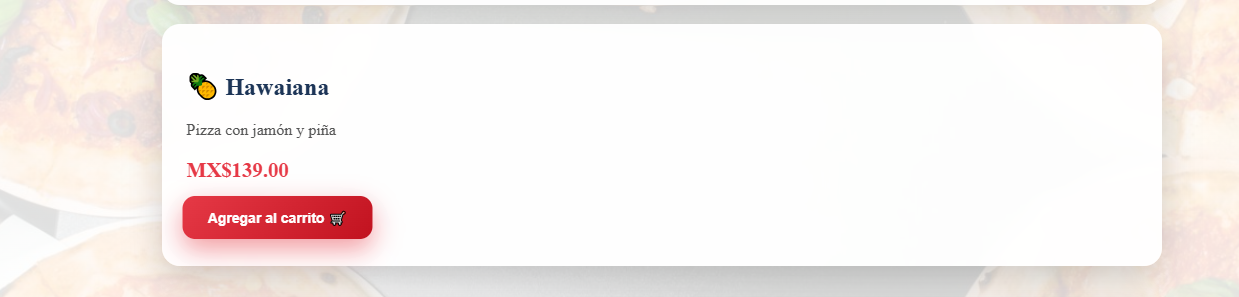 🍍 Hawaiana
Pizza con jamón y piña
MX$139.00
Agregar al carrito 🛒